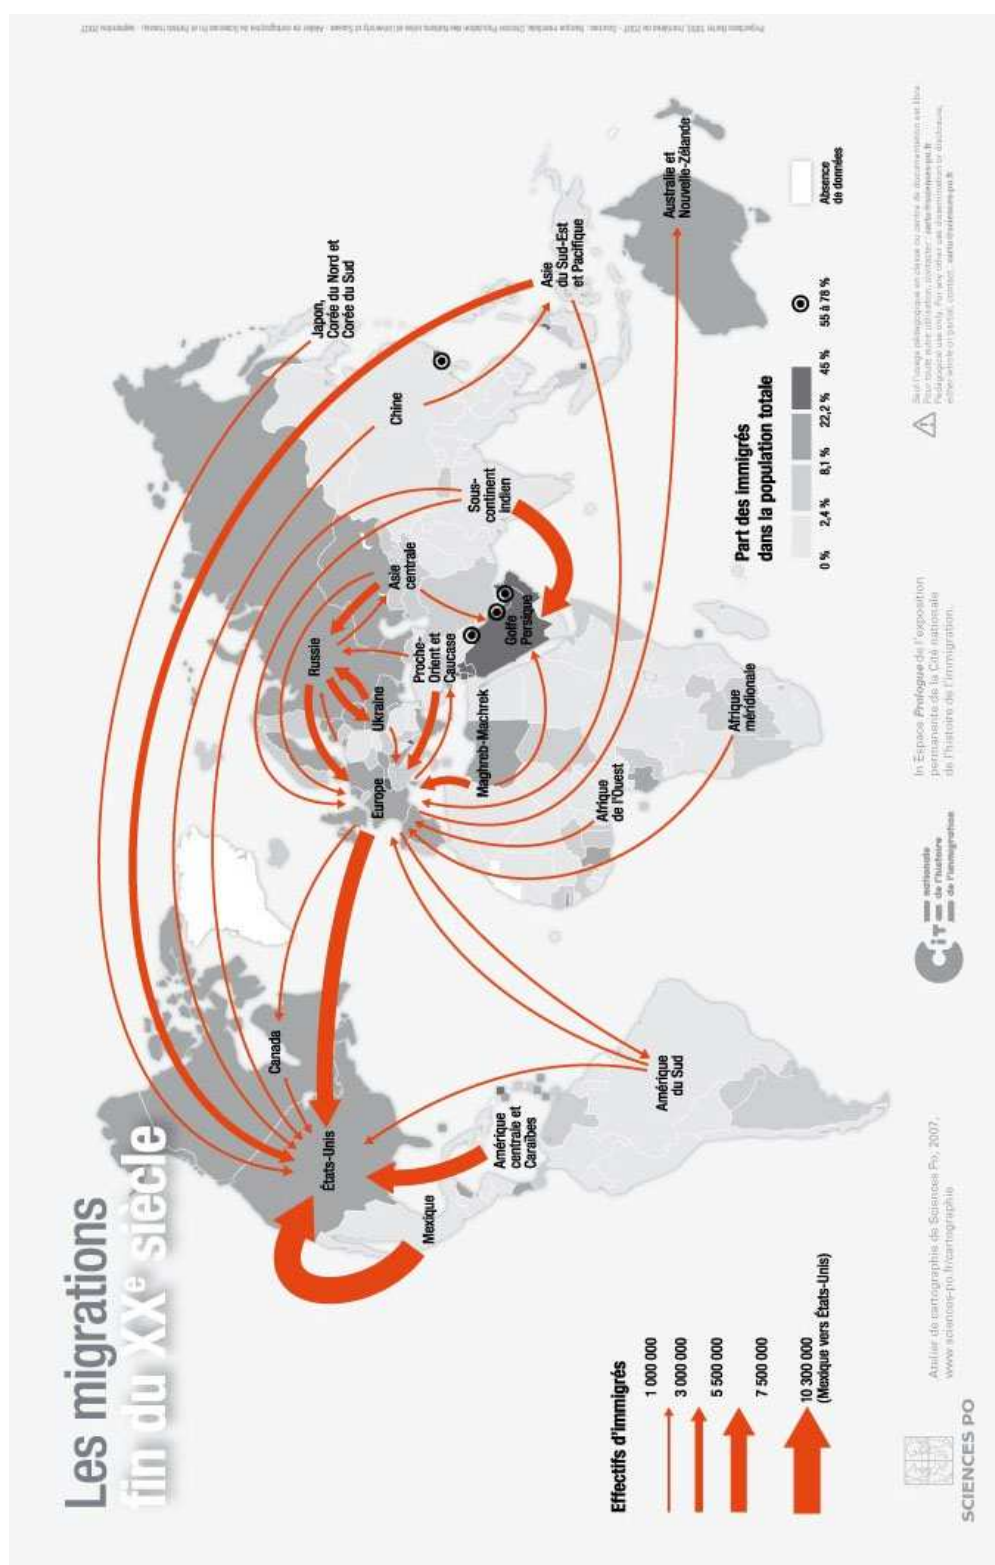 Les migrations
fin du XXe siècle
Canada
États-Unis
Mexique
Amérique
centrale et
Caraïbes
Amérique
du Sud
Europe
Russie
Ukraine
Proche-
Orient et
Caucase
Asie
centrale
Maghreb-Machrek
Golfe
Persique
Afrique
de l'Ouest
Afrique
méridionale
Sous-
continent
indien
Chine
Japon,
Corée du Nord et
Corée du Sud
Asie
du Sud-Est
et Pacifique
Australie et
Nouvelle-Zélande
Effectifs d'immigrés
1 000 000
3 000 000
5 500 000
7 500 000
10 300 000
(Mexique vers États-Unis)
Part des immigrés
dans la population totale
0 %
2,4 %
8,1 %
22,2 %
45 %
55 à 78 %
Absence
de données
SCIENCES PO
Atelier de cartographie de Sciences Po, 2007.
www.sciences-po.fr/cartographie
CiT
nationale
de l'histoire
de l'immigration
In Espace Prologue de l'exposition
permanente de la Cité nationale
de l'histoire de l'immigration.